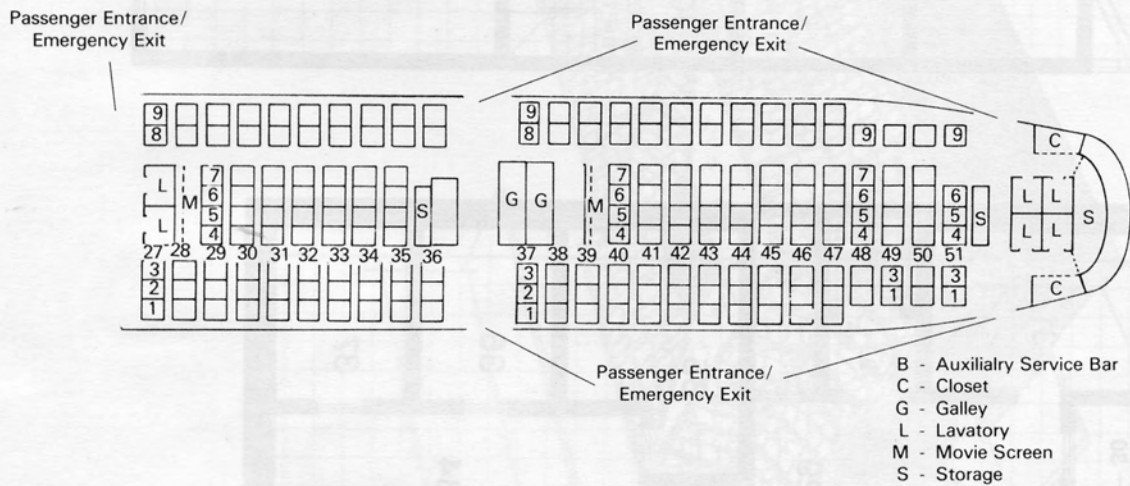 Passenger Entrance/
Emergency Exit
Passenger Entrance/
Emergency Exit
9
8
9
8
9
9
C
L
L
M
7
6
5
4
S
G G
M
7
6
5
4
7
6
5
4
6
5
4
S
L L
L L
S
27 28 29 30 31 32 33 34 35 36 37 38 39 40 41 42 43 44 45 46 47 48 49 50 51
3
2
1
3
2
1
3
1
3
1
C
Passenger Entrance/
Emergency Exit
B - Auxilialry Service Bar
C - Closet
G - Galley
L - Lavatory
M - Movie Screen
S - Storage